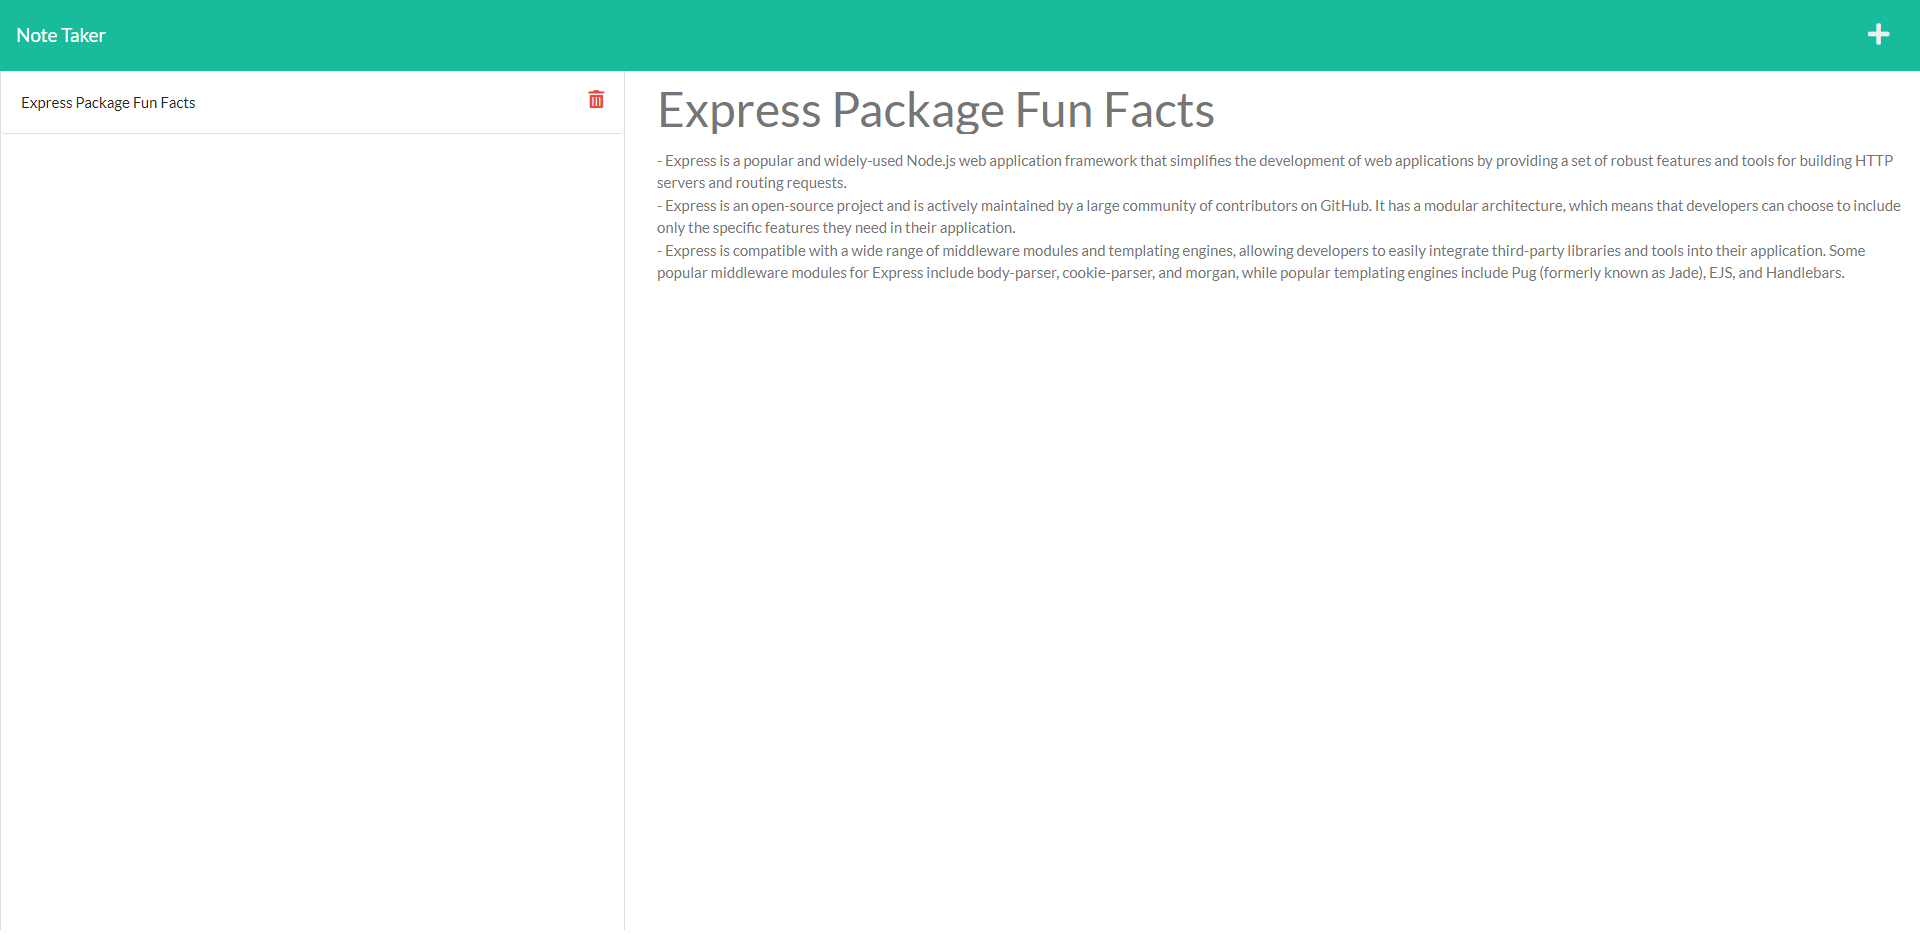 Note Taker
Express Package Fun Facts
Express Package Fun Facts
- Express is a popular and widely-used Node.js web application framework that simplifies the development of web applications by providing a set of robust features and tools for building HTTP
servers and routing requests.
- Express is an open-source project and is actively maintained by a large community of contributors on GitHub. It has a modular architecture, which means that developers can choose to include
only the specific features they need in their application.
- Express is compatible with a wide range of middleware modules and templating engines, allowing developers to easily integrate third-party libraries and tools into their application. Some
popular middleware modules for Express include body-parser, cookie-parser, and morgan, while popular templating engines include Pug (formerly known as Jade), EJS, and Handlebars.